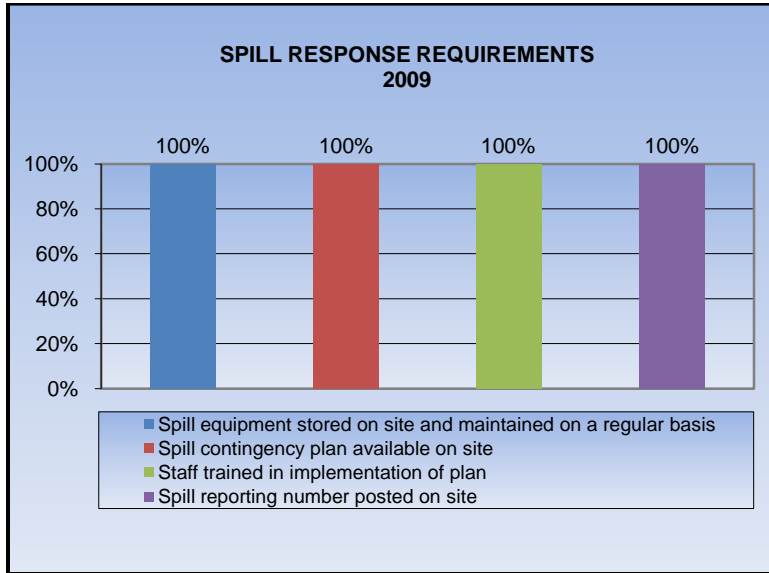 SPILL RESPONSE REQUIREMENTS
2009
100% 100% 100% 100%
100%
80%
60%
40%
20%
0%
Spill equipment stored on site and maintained on a regular basis
Spill contingency plan available on site
Staff trained in implementation of plan
Spill reporting number posted on site